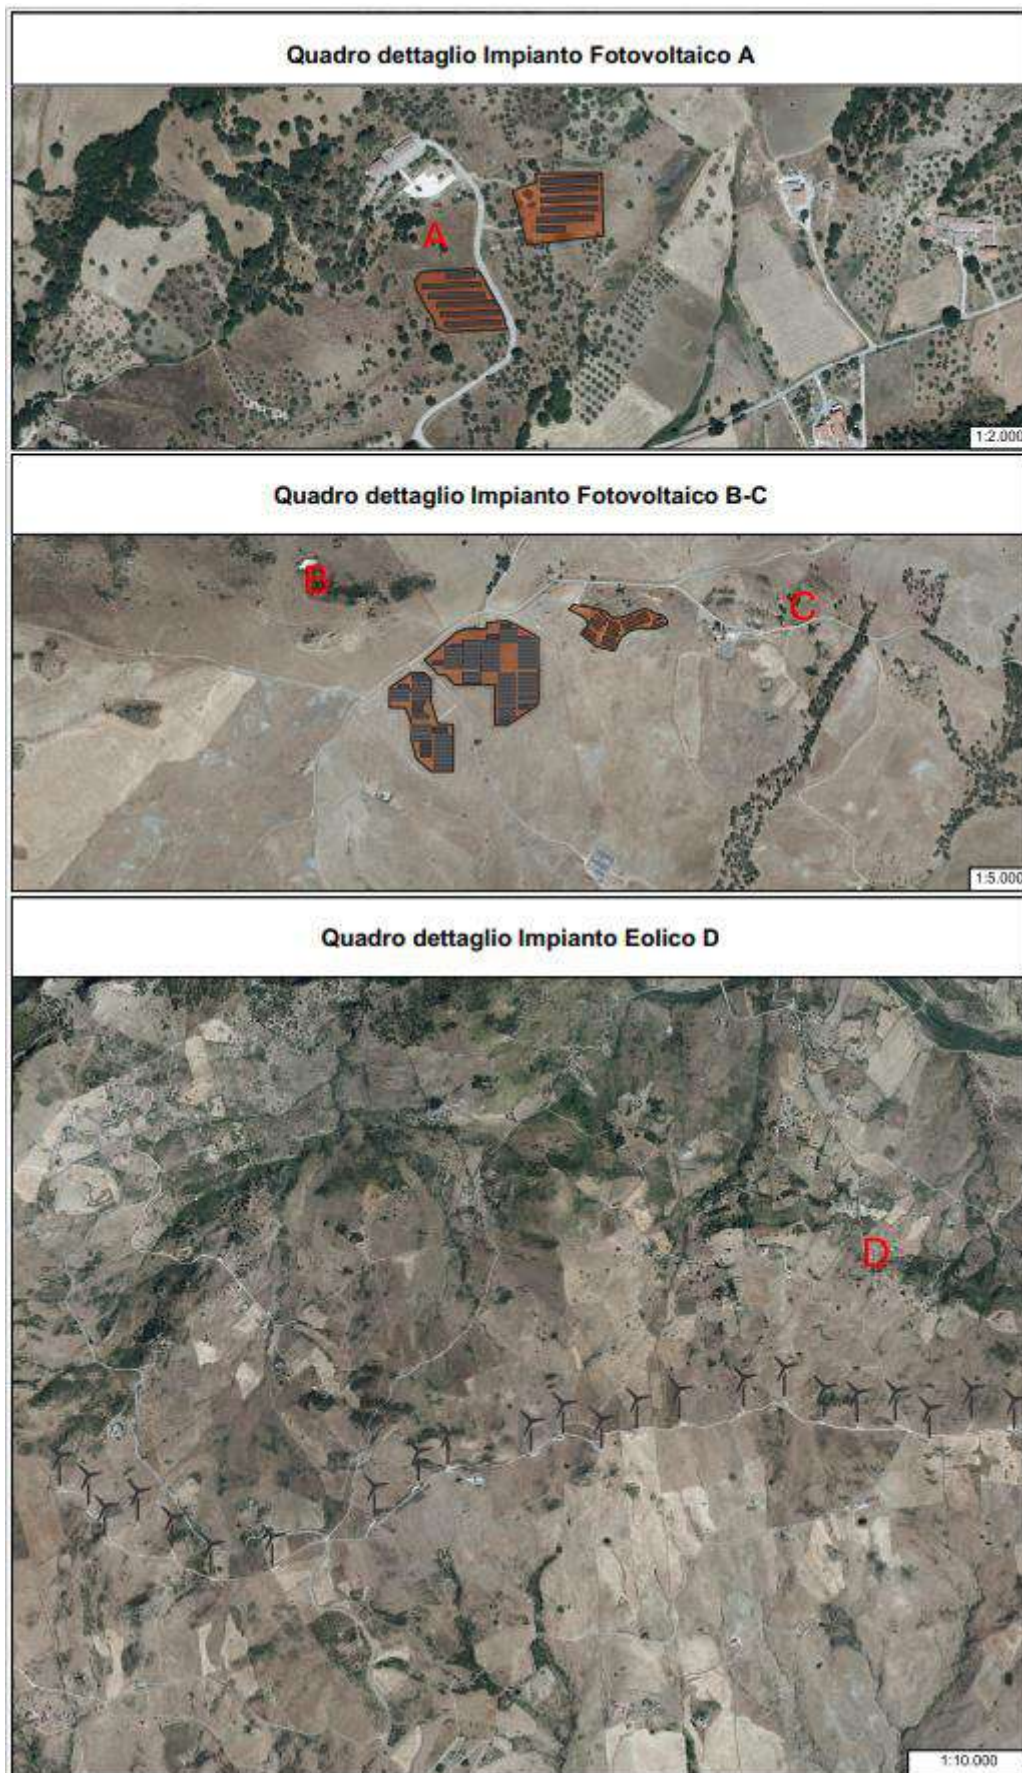 Quadro dettaglio Impianto Fotovoltaico A
A
1:2.000
Quadro dettaglio Impianto Fotovoltaico B-C
B
C
1:5.000
Quadro dettaglio Impianto Eolico D
D
1:10.000